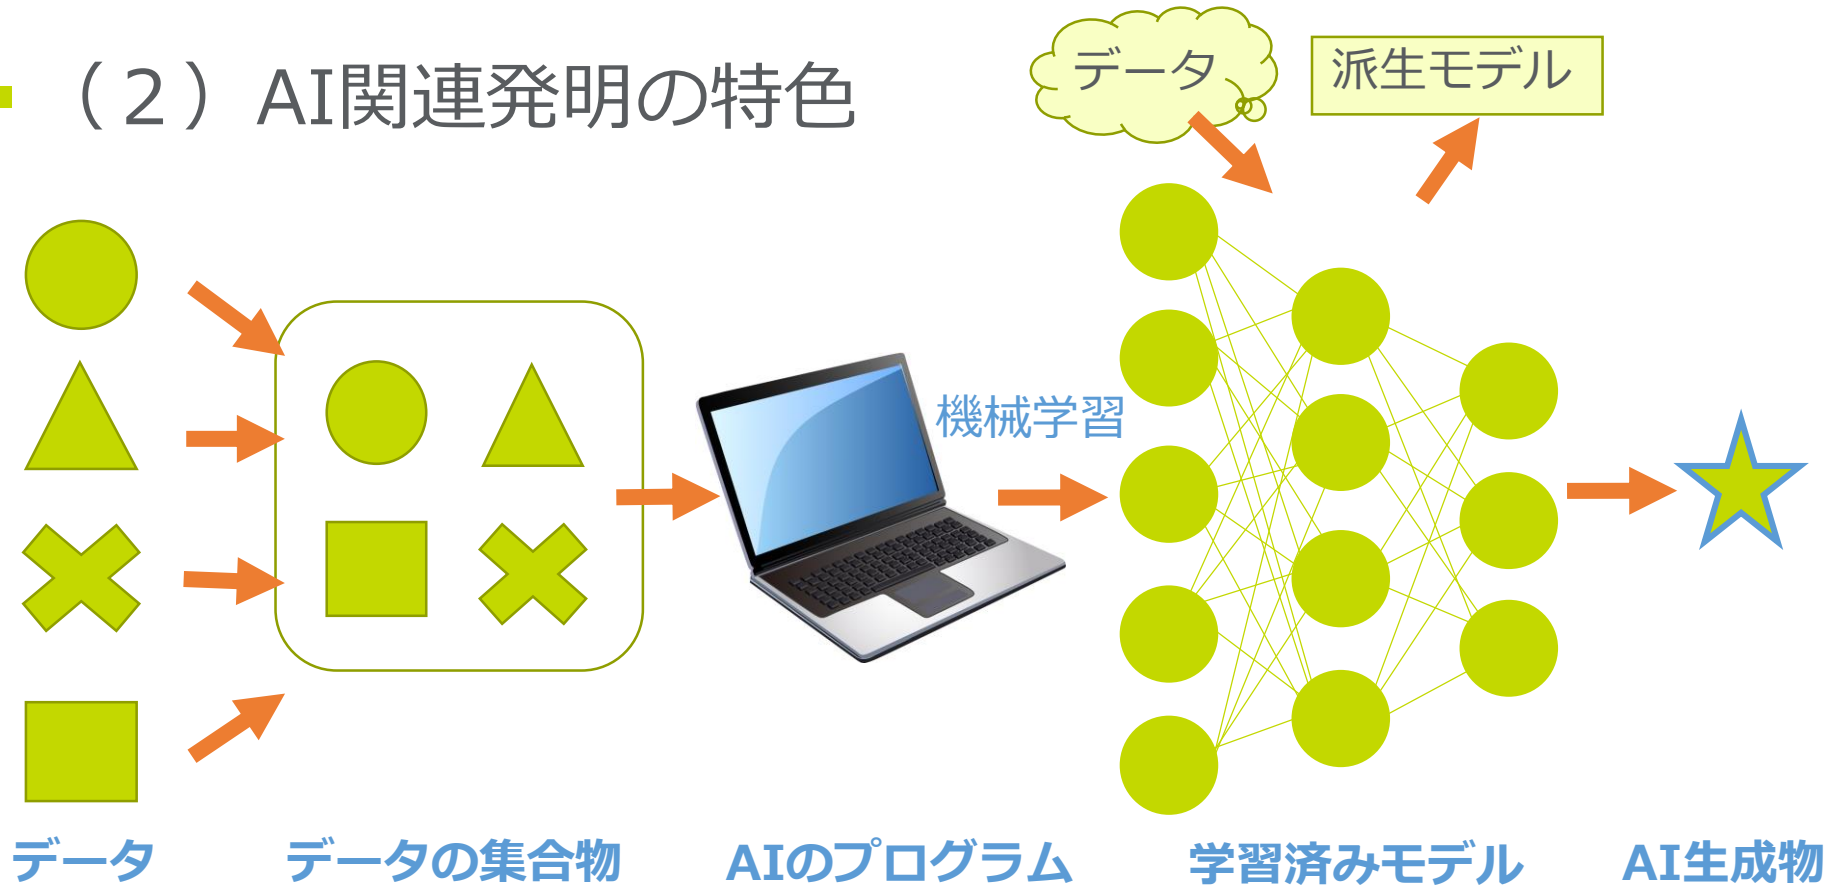 （２）AI関連発明の特色
データ
派生モデル
機械学習
データ
データの集合物
AIのプログラム
学習済みモデル
AI生成物